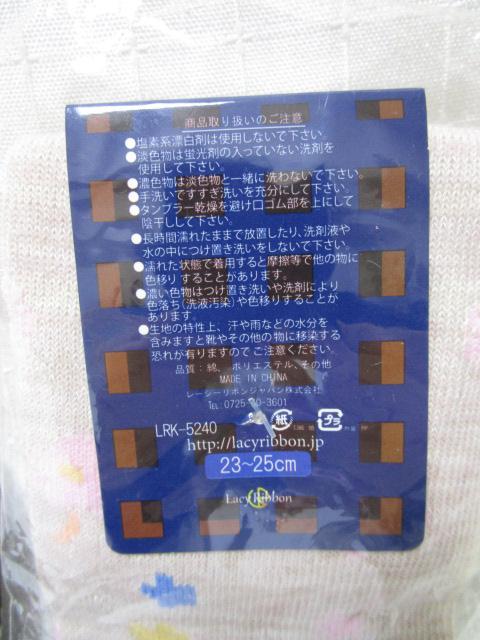 商品取り扱いのご注意
●塩素系漂白剤は使用しないで下さい。
●淡色物は蛍光剤の入っていない洗剤を
使用して下さい。
●濃色物は淡色物と一緒に洗わないで下さい。
●手洗いですすぎ洗いを充分にして下さい。
●タンブラー乾燥を避け口ゴム部を上にして
陰干しして下さい。
●長時間濡れたままで放置したり、洗剤液や
水の中につけ置き洗いをしないで下さい。
●濡れた状態で着用すると摩擦等で他の物に
色移りすることがあります。
●濃い色物はつけ置き洗いや洗剤により
色落ち(洗液汚染)や色移りすることが
あります。
●生地の特性上、汗や雨などの水分を
含みますと靴やその他の物に移染する
恐れが有りますのでご注意ください。
品質:綿、ポリエステル、その他
MADE IN CHINA
レーシーリボンジャパン株式会社
TEL:0725- 0-3601
紙 プラ PP
LRK-5240
http://lacyribbon.jp
23~25cm
Lacy Ribbon